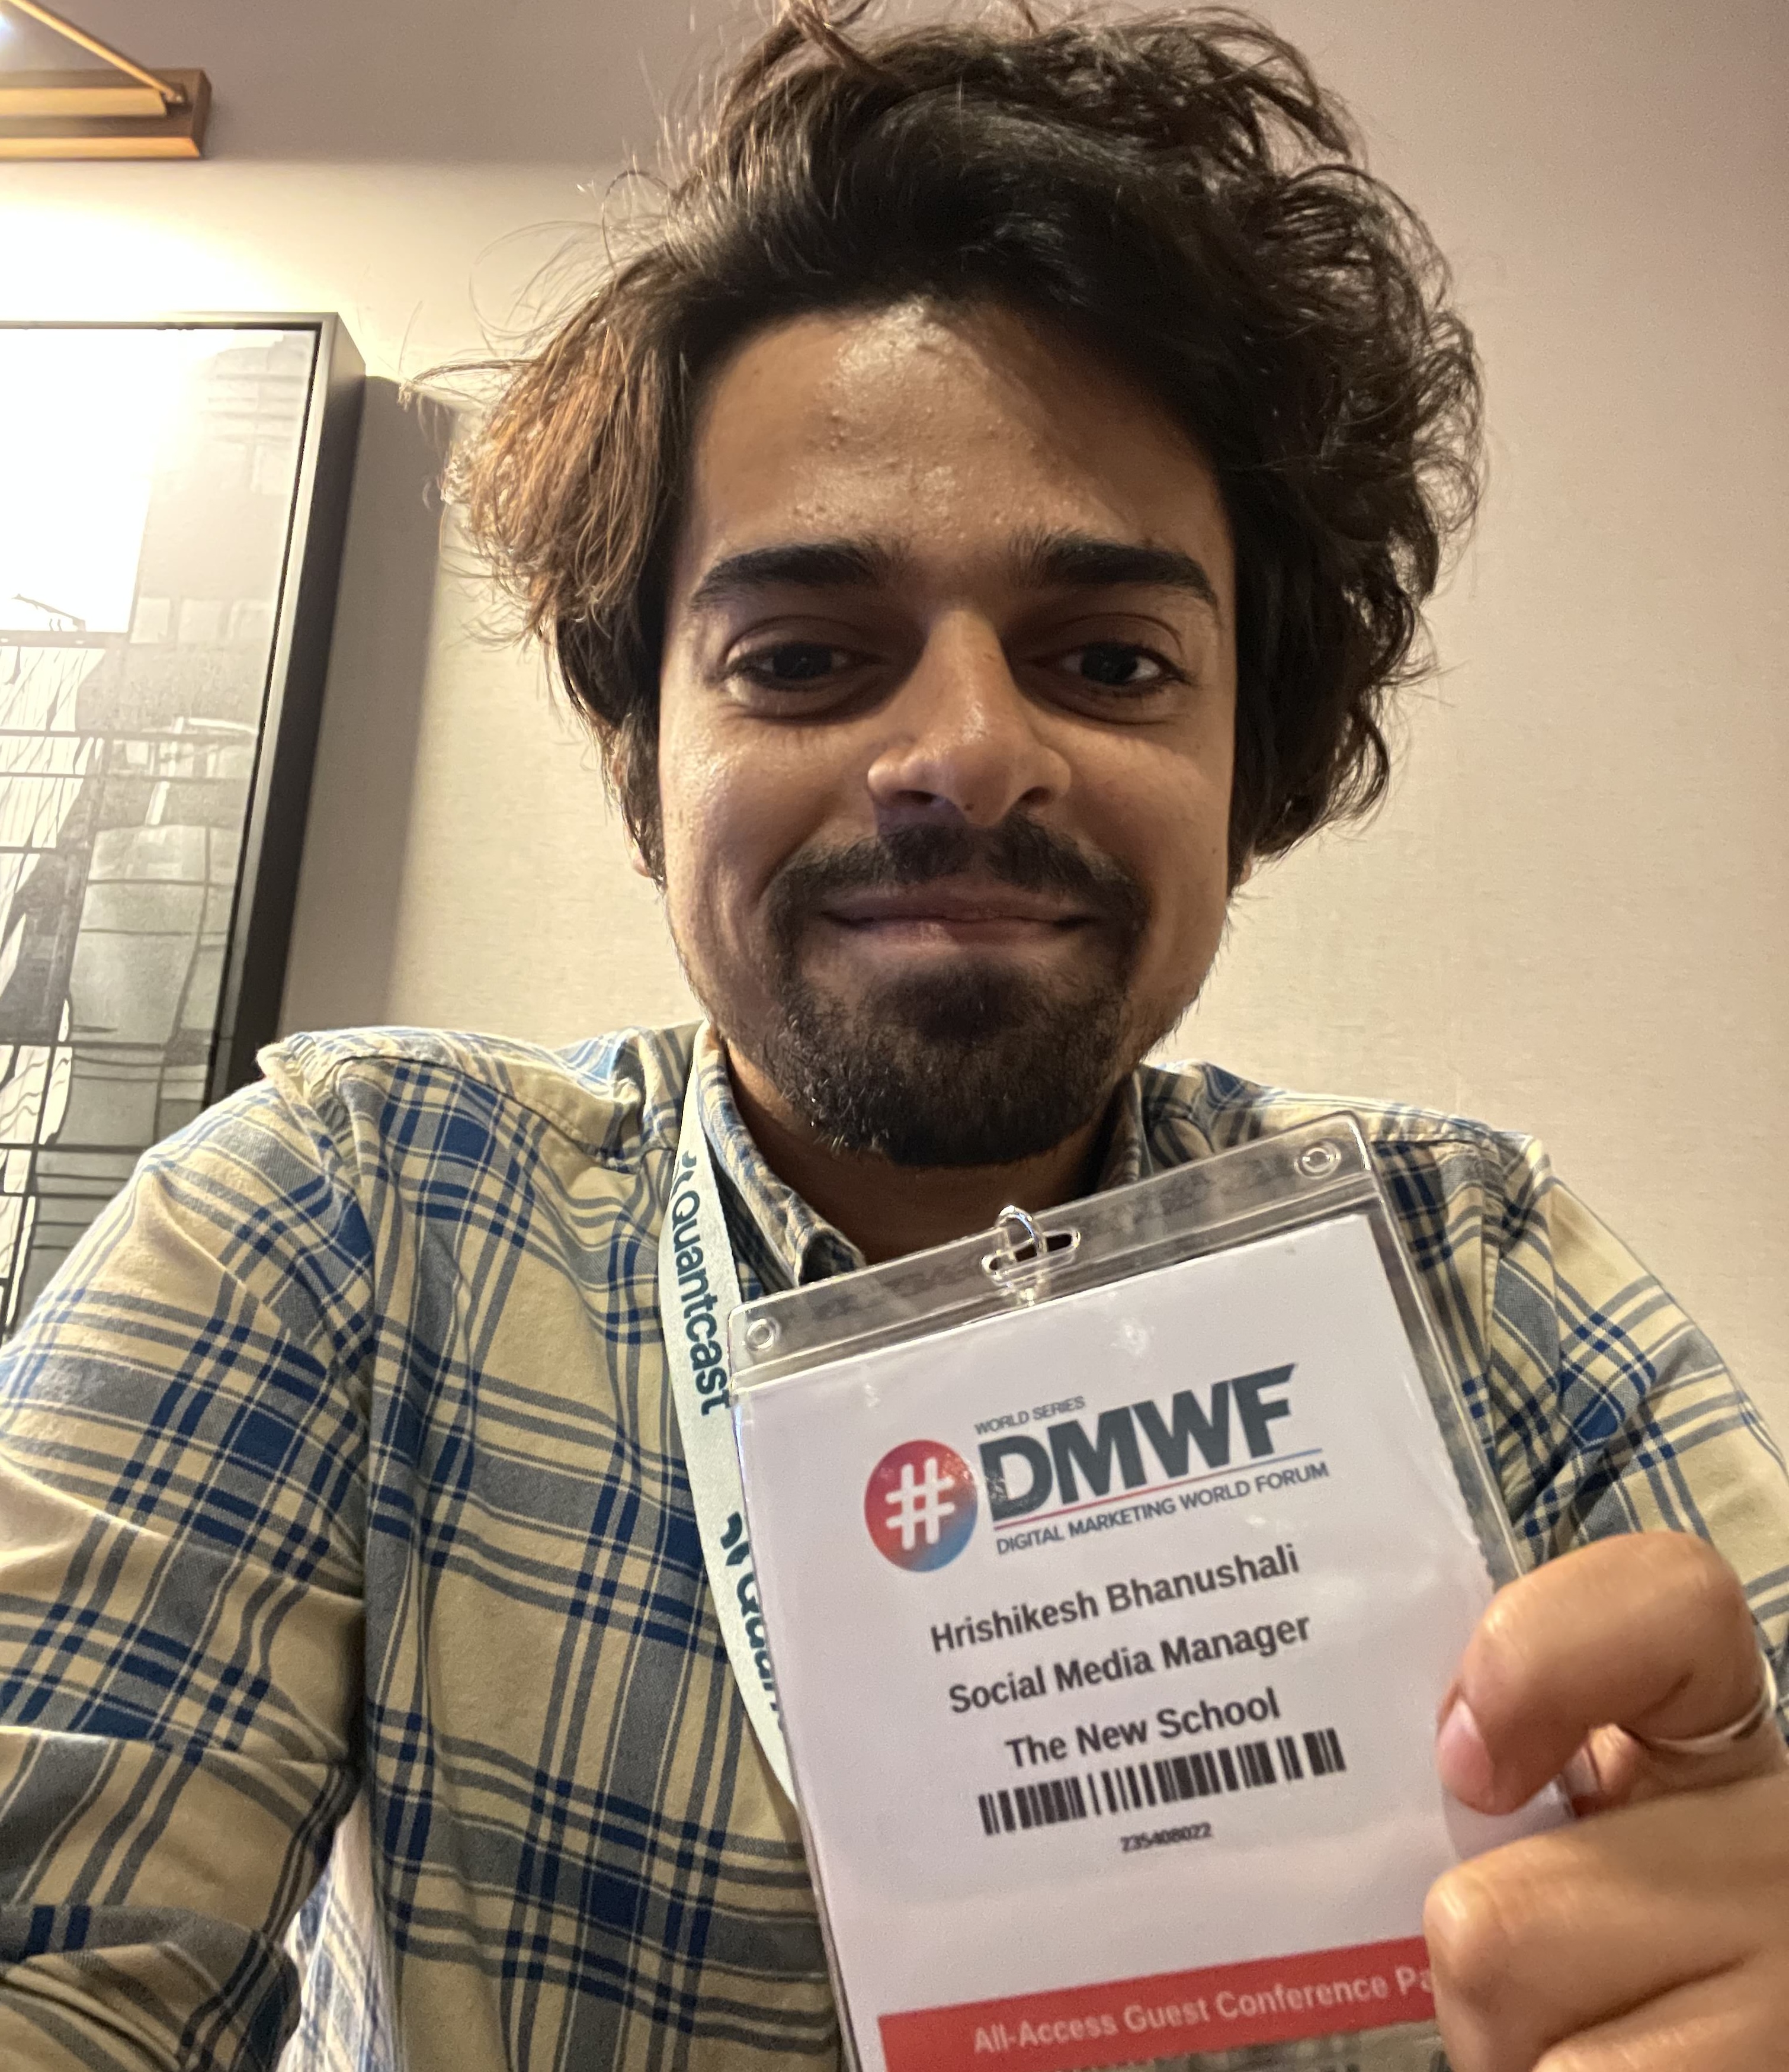 Quantcast
WORLD SERIES
#DMWF
DIGITAL MARKETING WORLD FORUM
Hrishikesh Bhanushali
Social Media Manager
The New School
235408022
All-Access Guest Conference